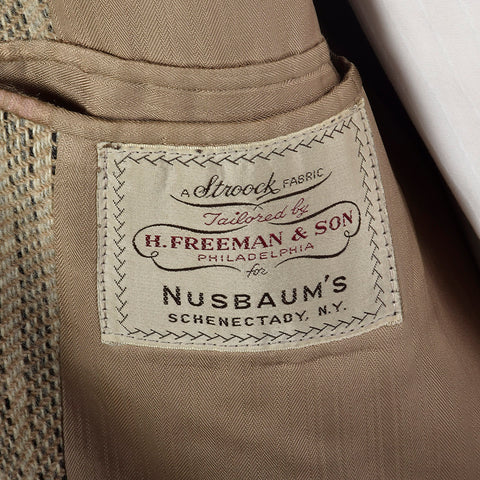 A Stroock FABRIC
Tailored by
H. FREEMAN & SON
PHILADELPHIA
for
NUSBAUM'S
SCHENECTADY, N.Y.